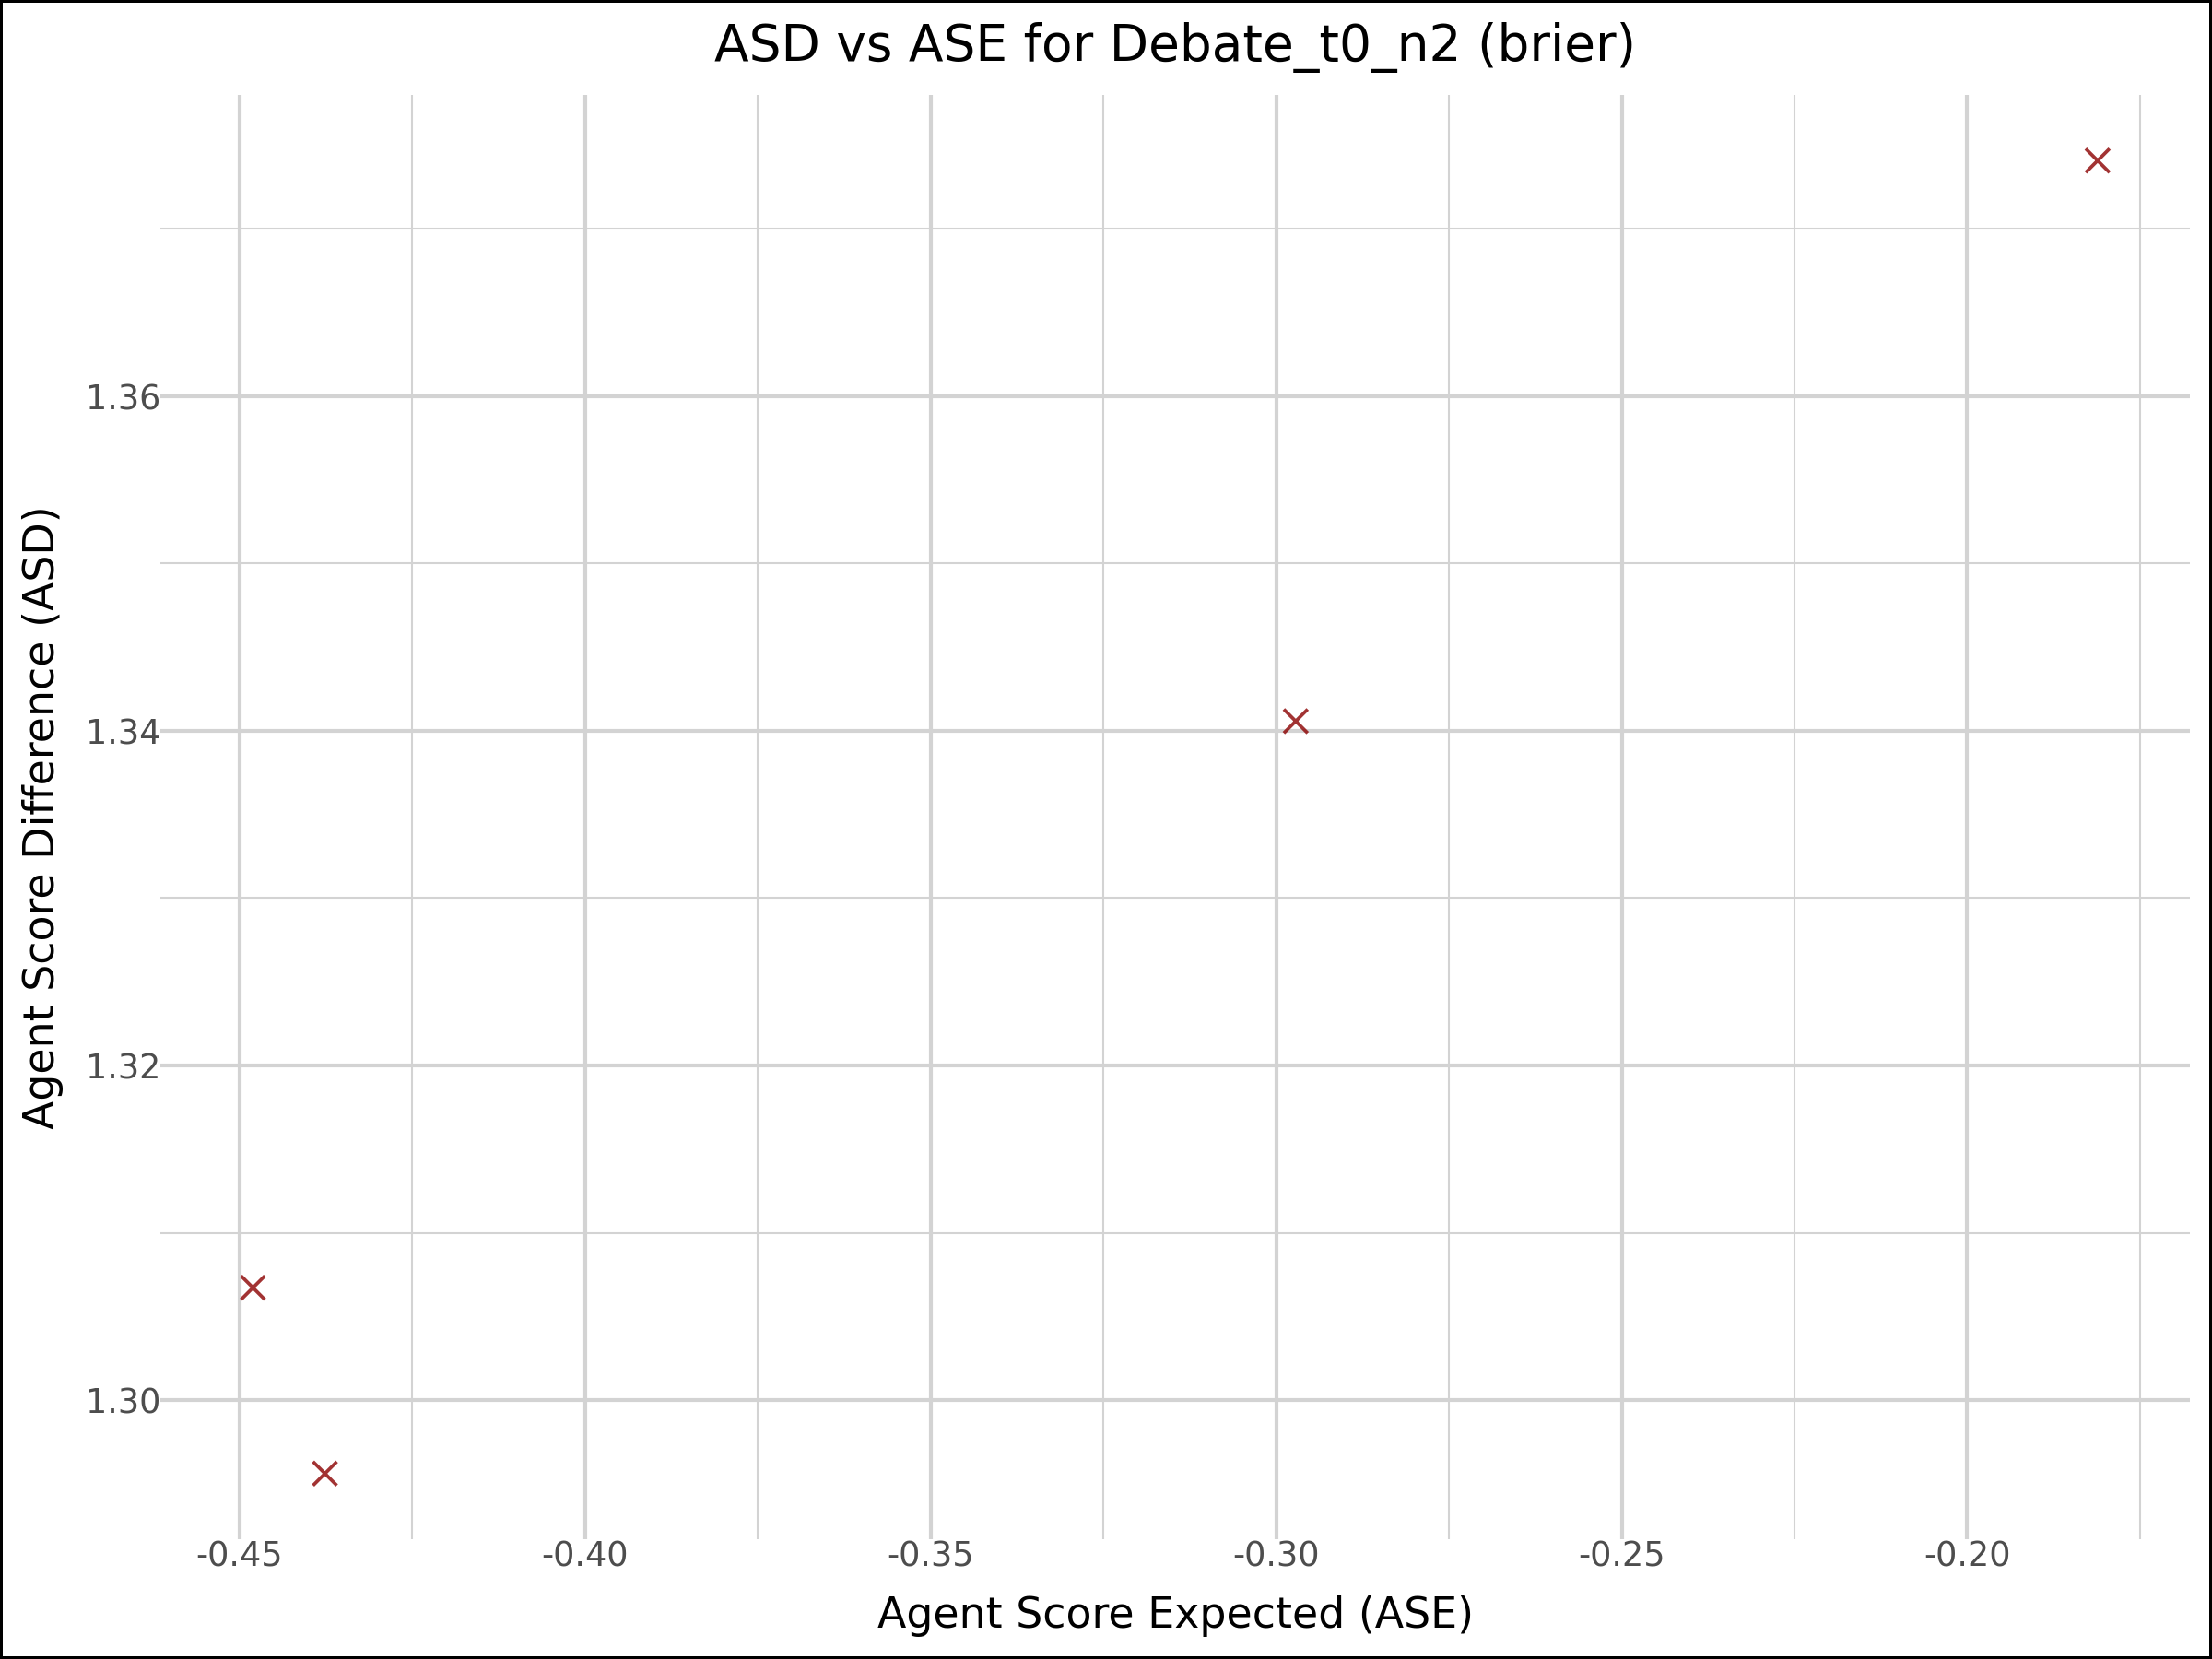 ASD vs ASE for Debate_t0_n2 (brier)
Agent Score Difference (ASD)
1.36
1.34
1.32
1.30
-0.45 -0.40 -0.35 -0.30 -0.25 -0.20
Agent Score Expected (ASE)